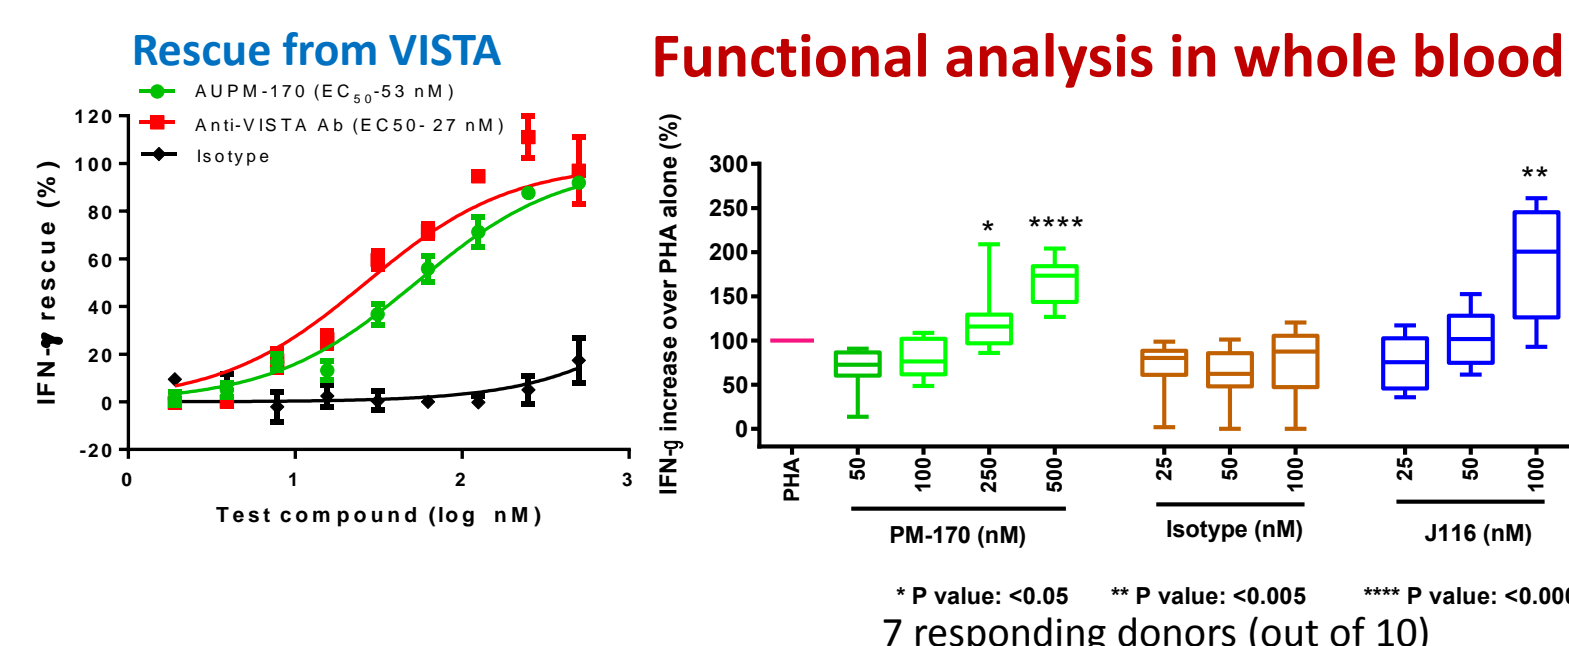 Rescue from VISTA
AUPM-170 (EC50-53 nM)
Anti-VISTA Ab (EC50- 27 nM)
Isotype
IFN-γ rescue (%)
120
100
80
60
40
20
0
-20
0 1 2 3
Test compound (log nM)
Functional analysis in whole blood
IFN-g increase over PHA alone (%)
300
250
200
150
100
50
0
* **** **
PHA 50 100 250 500 25 50 100 25 50 100
PM-170 (nM) Isotype (nM) J116 (nM)
* P value: <0.05 ** P value: <0.005 **** P value:
7 responding donors (out of 10)